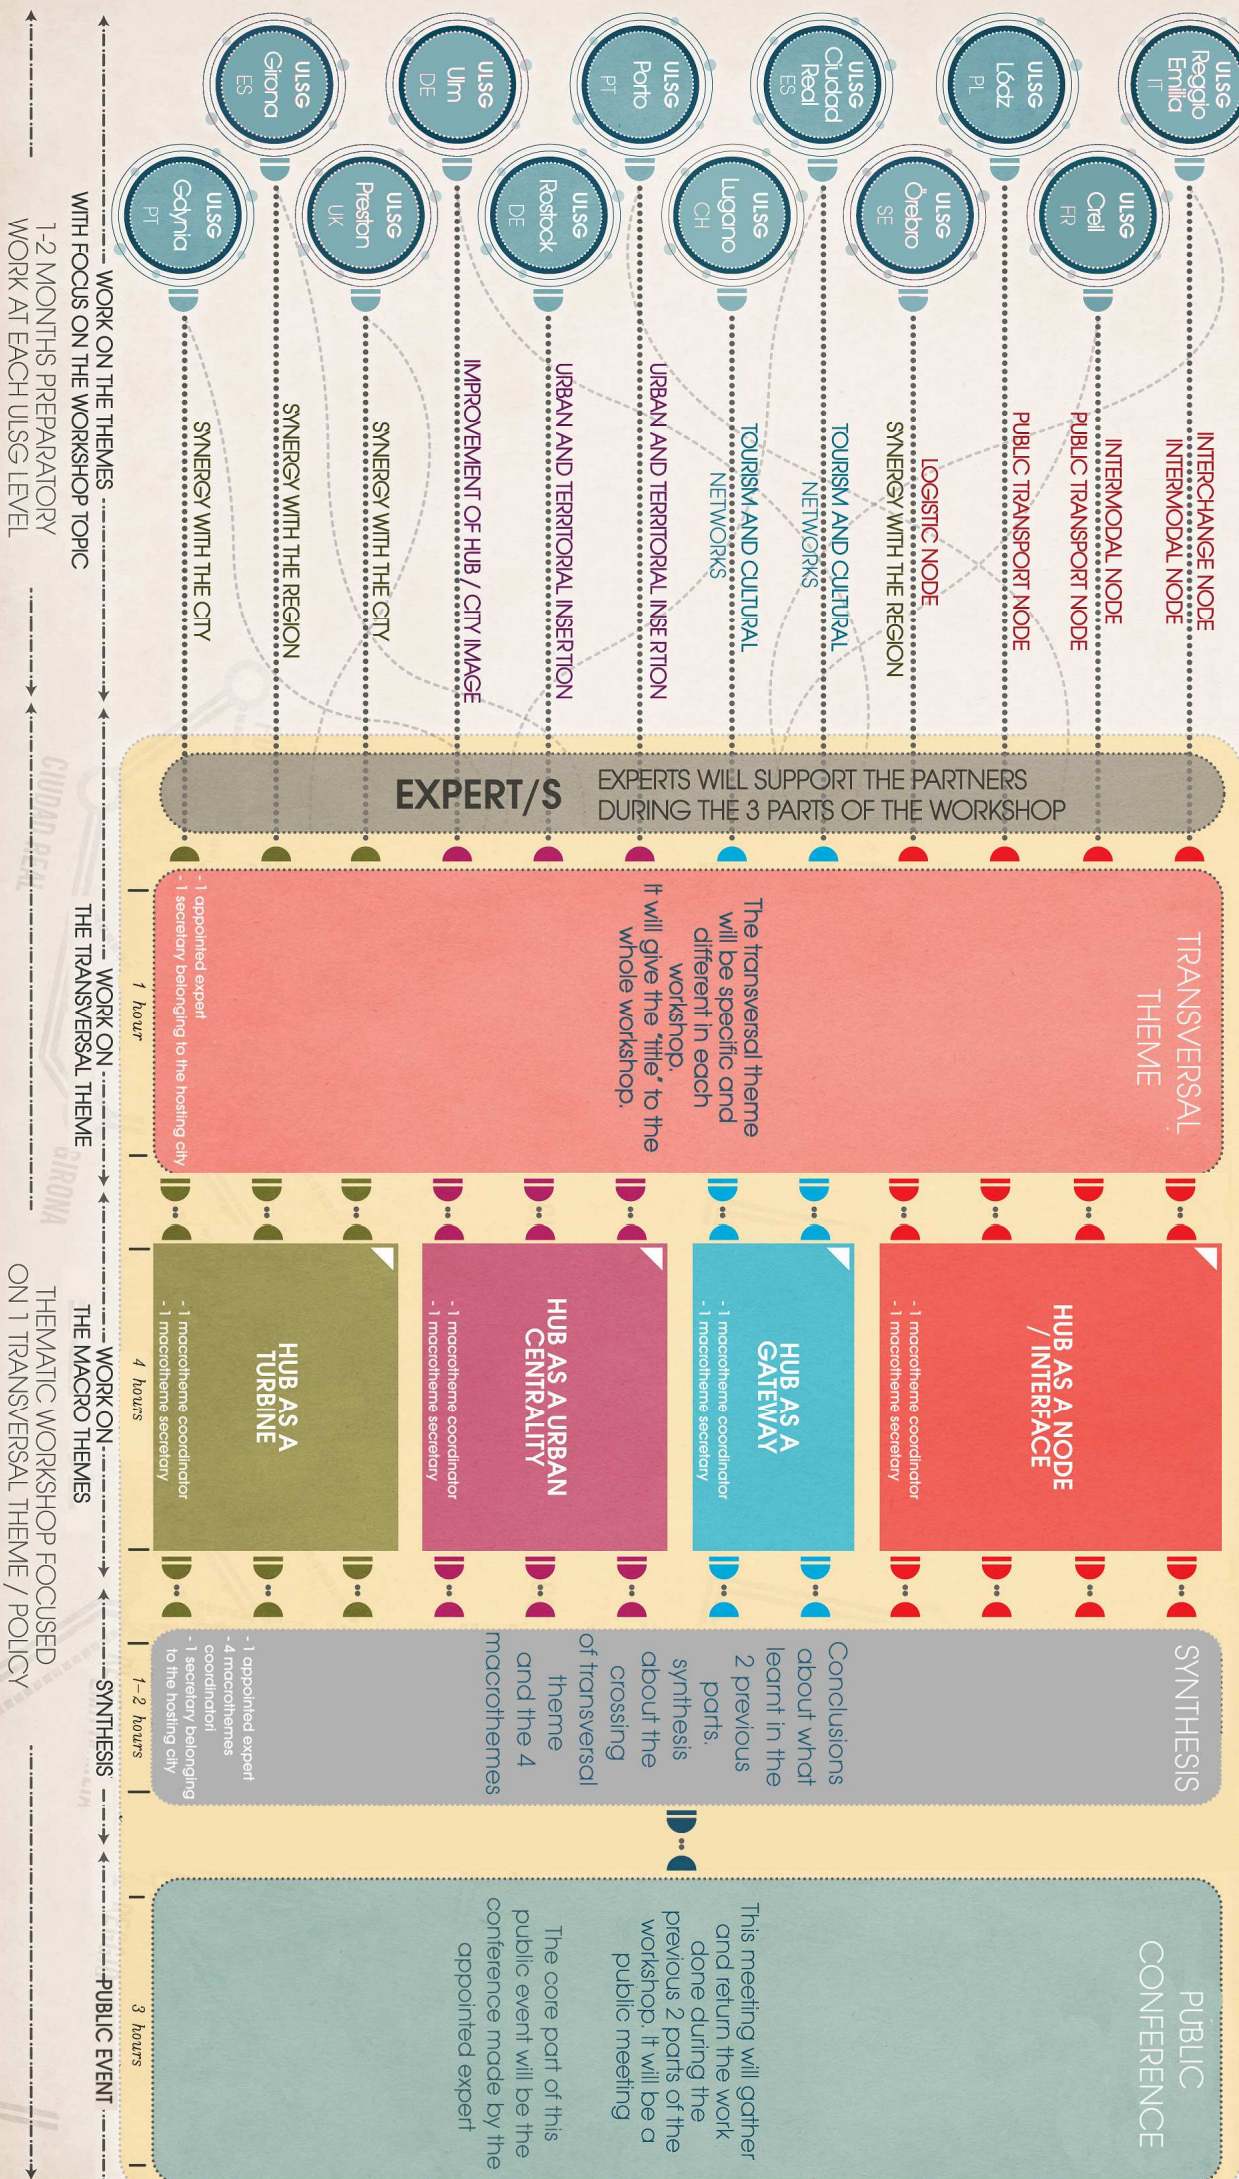 ULSG
Reggio
Emilia
IT
ULSG
Creil
FR
ULSG
Lódz
PL
ULSG
Örebro
SE
ULSG
Ciudad
Real
ES
ULSG
Lugano
CH
ULSG
Porto
PT
ULSG
Rostock
DE
ULSG
Ulm
DE
ULSG
Preston
UK
ULSG
Girona
ES
ULSG
Gdynia
PT
INTERCHANGE NODE
INTERMODAL NODE
INTERMODAL NODE
PUBLIC TRANSPORT NODE
PUBLIC TRANSPORT NODE
LOGISTIC NODE
SYNERGY WITH THE REGION
TOURISM AND CULTURAL
NETWORKS
TOURISM AND CULTURAL
NETWORKS
URBAN AND TERRITORIAL INSE RTION
URBAN AND TERRITORIAL INSERTION
IMPROVEMENT OF HUB / CITY IMAGE
SYNERGY WITH THE CITY
SYNERGY WITH THE REGION
SYNERGY WITH THE CITY
EXPERT/S
EXPERTS WILL SUPPORT THE PARTNERS
DURING THE 3 PARTS OF THE WORKSHOP
TRANSVERSAL
THEME
The transversal theme
will be specific and
different in each
workshop.
It will give the "title" to the
whole workshop.
- 1 appointed expert
- 1 secretary belonging to the hosting city
HUB AS A NODE
/ INTERFACE
- 1 macrotheme coordinator
- 1 macrotheme secretary
HUB AS A
GATEWAY
- 1 macrotheme coordinator
- 1 macrotheme secretary
HUB AS A URBAN
CENTRALITY
- 1 macrotheme coordinator
- 1 macrotheme secretary
HUB AS A
TURBINE
- 1 macrotheme coordinator
- 1 macrotheme secretary
SYNTHESIS
Conclusions
about what
learnt in the
2 previous
parts.
synthesis
about the
crossing
of transversal
theme
and the 4
macrothemes
- 1 appointed expert
- 4 macrothemes
coordinatori
- 1 secretary belonging
to the hosting city
PUBLIC
CONFERENCE
This meeting will gather
and return the work
done during the
previous 2 parts of the
workshop. It will be a
public meeting
The core part of this
public event will be the
conference made by the
appointed expert
1 hour
4 hours
1-2 hours
3 hours
WORK ON THE THEMES
WITH FOCUS ON THE WORKSHOP TOPIC
WORK ON
THE TRANSVERSAL THEME
WORK ON
THE MACRO THEMES
SYNTHESIS
PUBLIC EVENT
1-2 MONTHS PREPARATORY
WORK AT EACH ULSG LEVEL
THEMATIC WORKSHOP FOCUSED
ON 1 TRANSVERSAL THEME / POLICY
CIUDAD REAL
GIRONA